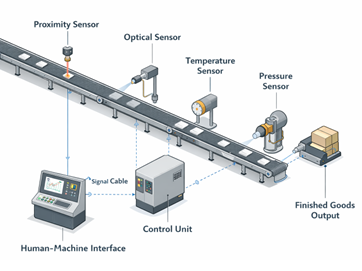 Proximity Sensor
Optical Sensor
Temperature
Sensor
Pressure
Sensor
Signal Cable
Finished Goods
Output
Control Unit
Human-Machine Interface